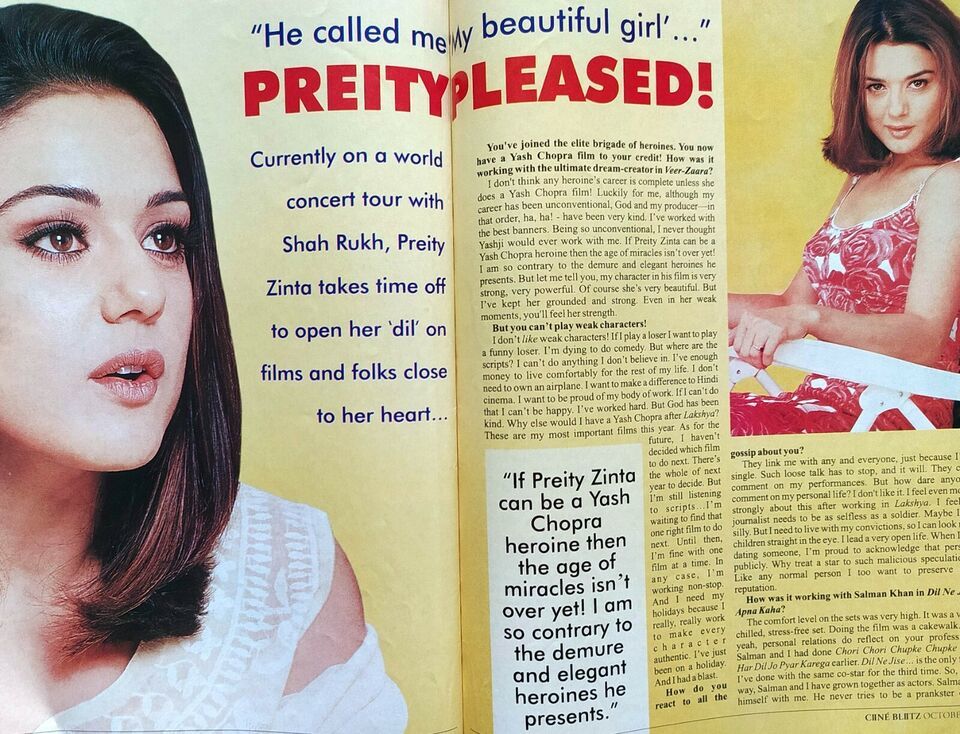 “He called me ‘My beautiful girl’...”
PREITY PLEASED!
Currently on a world
concert tour with
Shah Rukh, Preity
Zinta takes time off
to open her ‘dil’ on
films and folks close
to her heart...
You've joined the elite brigade of heroines. You now
have a Yash Chopra film to your credit! How was it
working with the ultimate dream-creator in Veer-Zaara?
I don't think any heroine's career is complete unless she
does a Yash Chopra film! Luckily for me, although my
career has been unconventional, God and my producer—in
that order, ha, ha! - have been very kind. I've worked with
the best banners. Being so unconventional, I never thought
Yashji would ever work with me. If Preity Zinta can be a
Yash Chopra heroine then the age of miracles isn't over yet!
I am so contrary to the demure and elegant heroines he
presents. But let me tell you, my character in his film is very
strong, very powerful. Of course she's very beautiful. But
I've kept her grounded and strong. Even in her weak
moments, you'll feel her strength.
But you can't play weak characters!
I don't like weak characters! If I play a loser I want to play
a funny loser. I'm dying to do comedy. But where are the
scripts? I can't do anything I don't believe in. I've enough
money to live comfortably for the rest of my life. I don't
need to own an airplane. I want to make a difference to Hindi
cinema. I want to be proud of my body of work. If I can't do
that I can't be happy. I've worked hard. But God has been
kind. Why else would I have a Yash Chopra after Lakshya?
These are my most important films this year. As for the
future, I haven't
decided which film
to do next. There's
the whole of next
year to decide. But
I'm still listening
to scripts...I'm
waiting to find that
one right film to do
next. Until then,
I'm fine with one
film at a time. In
any case, I'm
working non-stop.
And I need my
holidays because I
really, really work
to make every
character
authentic. I've just
been on a holiday.
And I had a blast.
How do you
react to all the
“If Preity Zinta
can be a Yash
Chopra
heroine then
the age of
miracles isn't
over yet! I am
so contrary to
the demure
and elegant
heroines he
presents.”
gossip about you?
They link me with any and everyone, just because I'
single. Such loose talk has to stop, and it will. They c
comment on my performances. But how dare anyo
comment on my personal life? I don't like it. I feel even mo
strongly about this after working in Lakshya. I feel
journalist needs to be as selfless as a soldier. Maybe I
silly. But I need to live with my convictions, so I can look
children straight in the eye. I lead a very open life. When I
dating someone, I'm proud to acknowledge that pers
publicly. Why treat a star to such malicious speculati
Like any normal person I too want to preserve
reputation.
How was it working with Salman Khan in Dil Ne J
Apna Kaha?
The comfort level on the sets was very high. It was a v
chilled, stress-free set. Doing the film was a cakewalk.
yeah, personal relations do reflect on your profess
Salman and I had done Chori Chori Chupke Chupke
Har Dil Jo Pyar Karega earlier. Dil Ne Jise... is the only f
I've done with the same co-star for the third time. So,
way, Salman and I have grown together as actors. Salma
himself with me. He never tries to be a prankster
CINÉ BLITZ OCTOBE